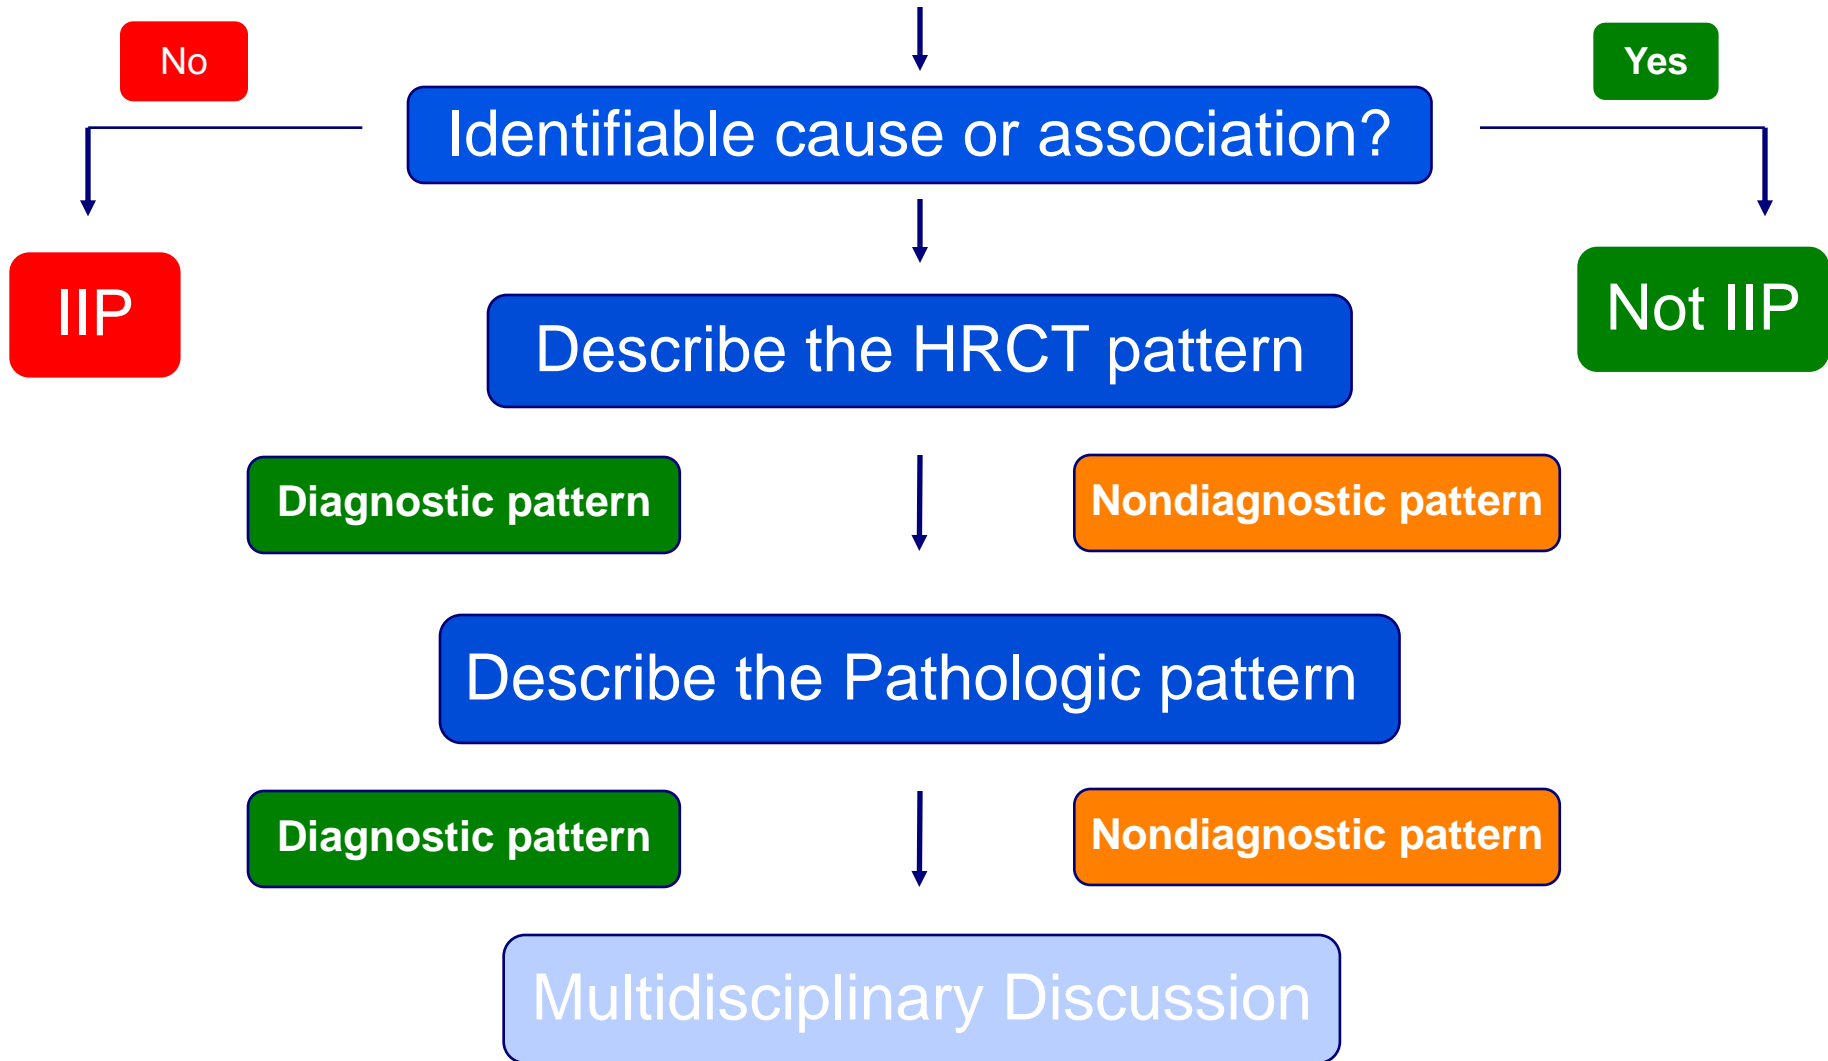 No
Yes
Identifiable cause or association?
IIP
Not IIP
Describe the HRCT pattern
Diagnostic pattern
Nondiagnostic pattern
Describe the Pathologic pattern
Diagnostic pattern
Nondiagnostic pattern
Multidisciplinary Discussion